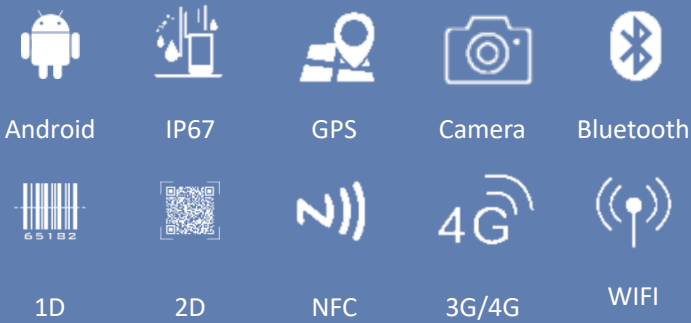 Android IP67 GPS Camera Bluetooth
65182
4G
1D 2D NFC 3G/4G WIFI